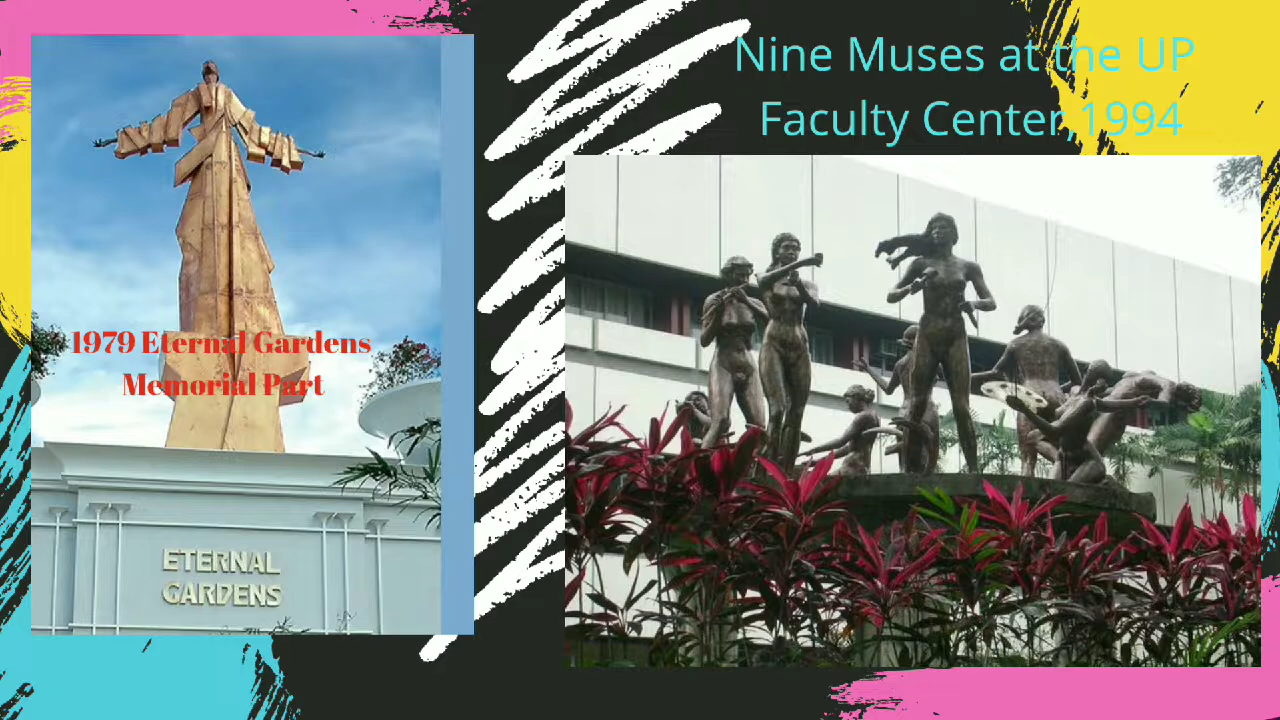 Nine Muses at the UP
Faculty Center, 1994
1979 Eternal Gardens
Memorial Part
ETERNAL
GARDENS